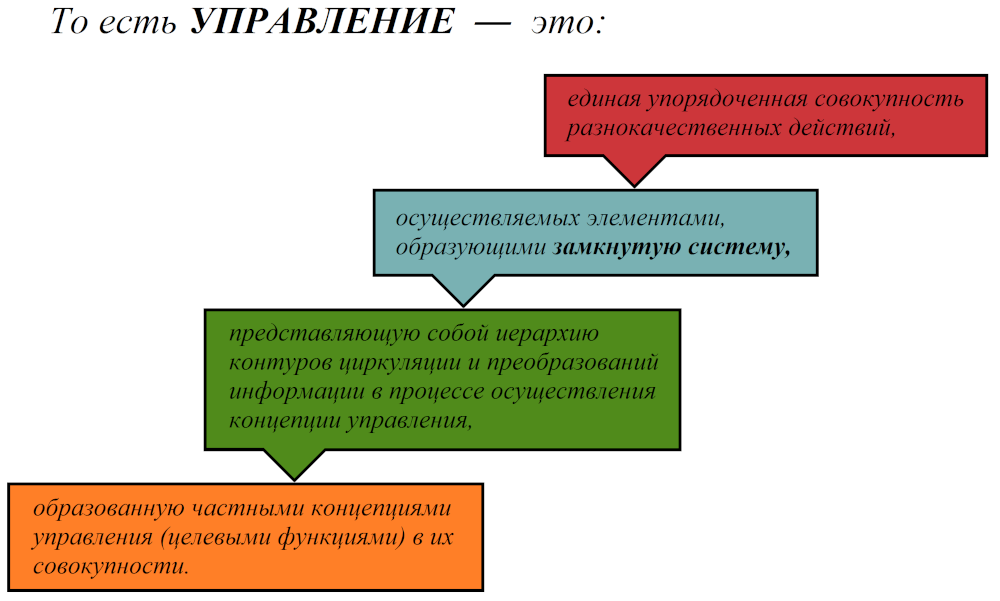 То есть УПРАВЛЕНИЕ — это:
единая упорядоченная совокупность
разнокачественных действий,
осуществляемых элементами,
образующими замкнутую систему,
представляющую собой иерархию
контуров циркуляции и преобразований
информации в процессе осуществления
концепции управления,
образованную частными концепциями
управления (целевыми функциями) в их
совокупности.